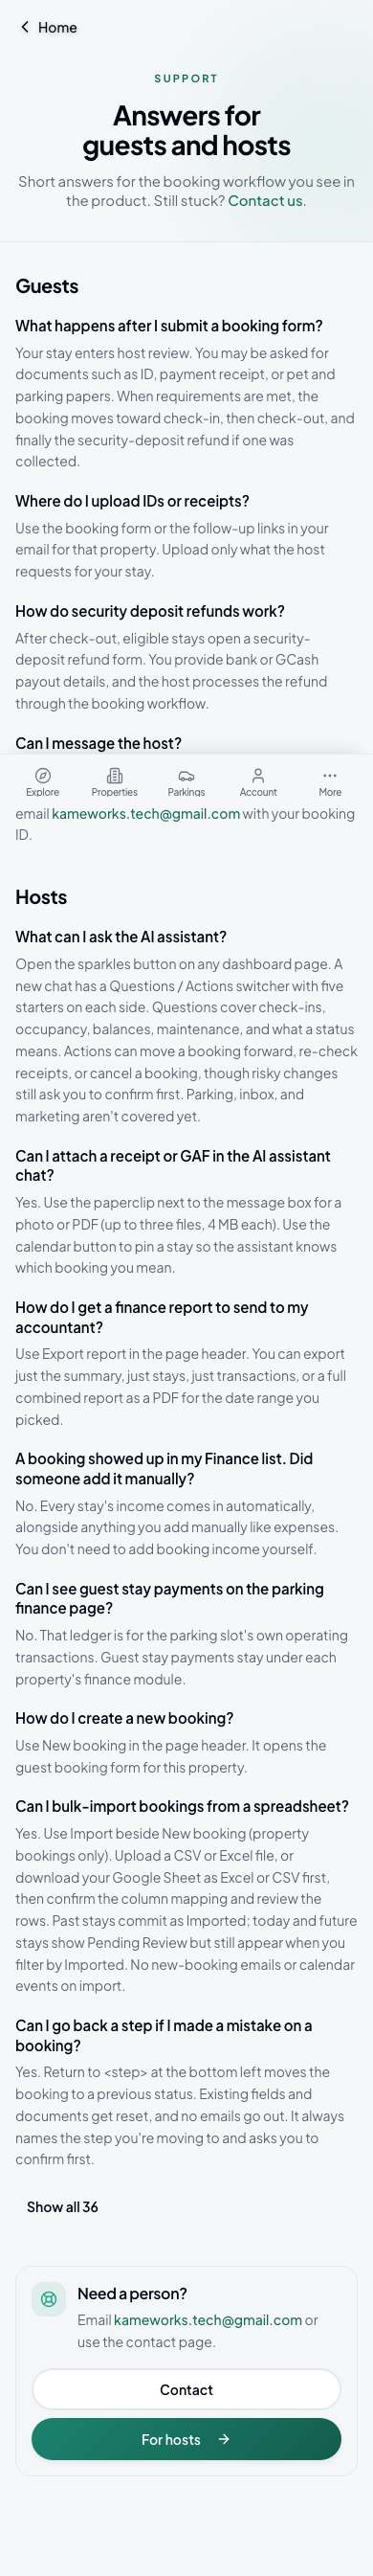 Home
SUPPORT
Answers for
guests and hosts
Short answers for the booking workflow you see in
the product. Still stuck? Contact us.
Guests
What happens after I submit a booking form?
Your stay enters host review. You may be asked for
documents such as ID, payment receipt, or pet and
parking papers. When requirements are met, the
booking moves toward check-in, then check-out, and
finally the security-deposit refund if one was
collected.
Where do I upload IDs or receipts?
Use the booking form or the follow-up links in your
email for that property. Upload only what the host
requests for your stay.
How do security deposit refunds work?
After check-out, eligible stays open a security-
deposit refund form. You provide bank or GCash
payout details, and the host processes the refund
through the booking workflow.
Can I message the host?
Explore
Properties
Parkings
Account
More
email kameworks.tech@gmail.com with your booking
ID.
Hosts
What can I ask the AI assistant?
Open the sparkles button on any dashboard page. A
new chat has a Questions / Actions switcher with five
starters on each side. Questions cover check-ins,
occupancy, balances, maintenance, and what a status
means. Actions can move a booking forward, re-check
receipts, or cancel a booking, though risky changes
still ask you to confirm first. Parking, inbox, and
marketing aren't covered yet.
Can I attach a receipt or GAF in the AI assistant
chat?
Yes. Use the paperclip next to the message box for a
photo or PDF (up to three files, 4 MB each). Use the
calendar button to pin a stay so the assistant knows
which booking you mean.
How do I get a finance report to send to my
accountant?
Use Export report in the page header. You can export
just the summary, just stays, just transactions, or a full
combined report as a PDF for the date range you
picked.
A booking showed up in my Finance list. Did
someone add it manually?
No. Every stay's income comes in automatically,
alongside anything you add manually like expenses.
You don't need to add booking income yourself.
Can I see guest stay payments on the parking
finance page?
No. That ledger is for the parking slot's own operating
transactions. Guest stay payments stay under each
property's finance module.
How do I create a new booking?
Use New booking in the page header. It opens the
guest booking form for this property.
Can I bulk-import bookings from a spreadsheet?
Yes. Use Import beside New booking (property
bookings only). Upload a CSV or Excel file, or
download your Google Sheet as Excel or CSV first,
then confirm the column mapping and review the
rows. Past stays commit as Imported; today and future
stays show Pending Review but still appear when you
filter by Imported. No new-booking emails or calendar
events on import.
Can I go back a step if I made a mistake on a
booking?
Yes. Return to <step> at the bottom left moves the
booking to a previous status. Existing fields and
documents get reset, and no emails go out. It always
names the step you're moving to and asks you to
confirm first.
Show all 36
Need a person?
Email kameworks.tech@gmail.com or
use the contact page.
Contact
For hosts